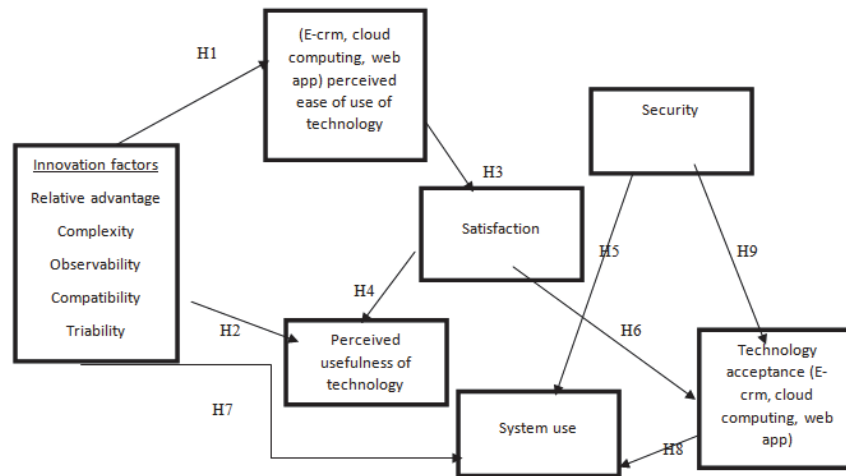 H1
(E-crm, cloud
computing, web
app) perceived
ease of use of
technology
Security
Innovation factors
Relative advantage
Complexity
Observability
Compatibility
Triability
H3
Satisfaction
H5
H9
H4
H2
Perceived
usefulness of
technology
H6
Technology
acceptance (E-
crm, cloud
computing, web
app)
H7
System use
H8